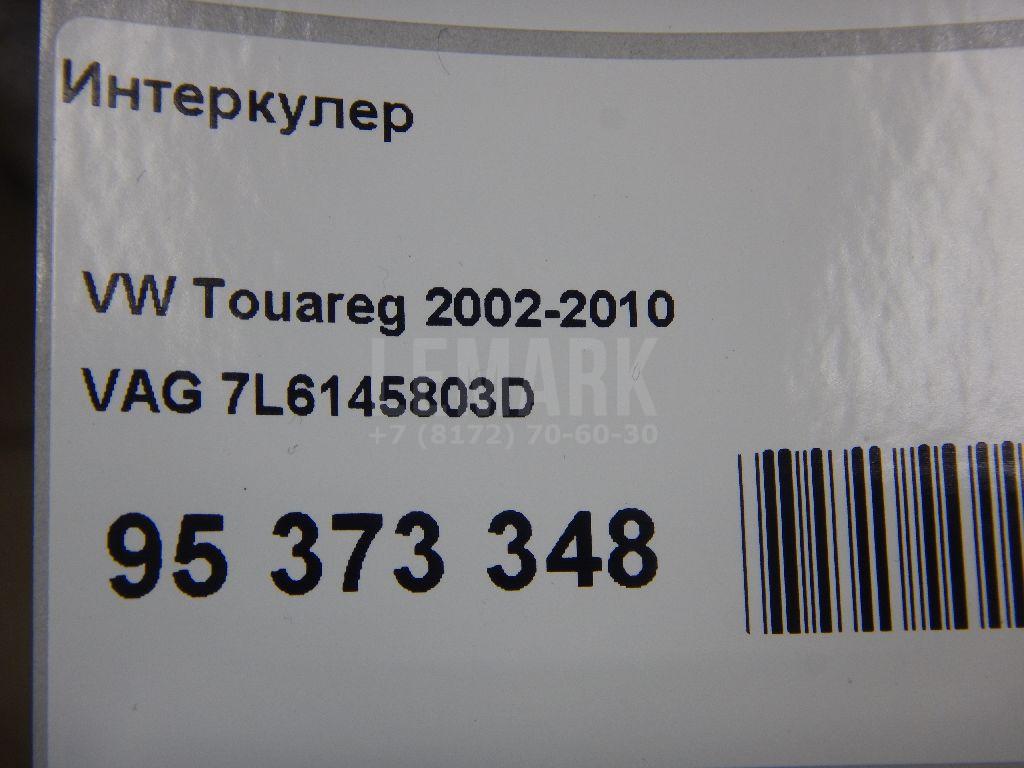 Интеркулер
VW Touareg 2002-2010
LEMARK
VAG 7L6145803D
+7 (8172) 70-60-30
95 373 348